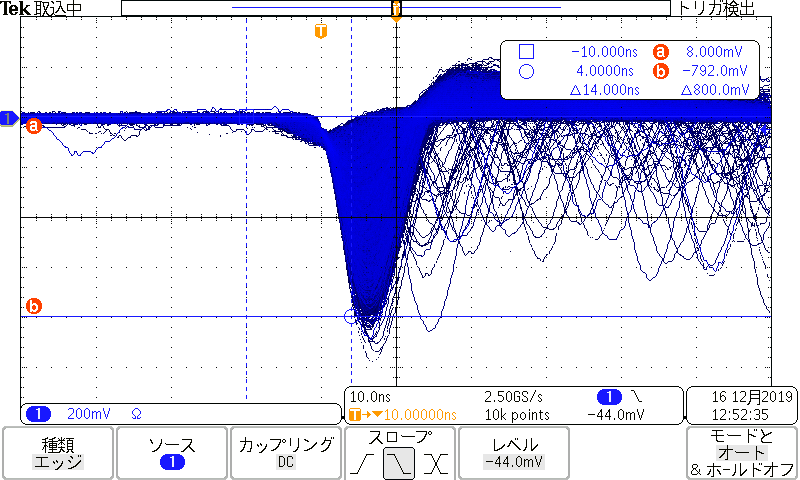 Tek 取込中
T
トリガ検出
T
-10.000ns a 8.000mV
4.0000ns b -792.0mV
Δ14.000ns Δ800.0mV
1
a
b
1 200mV Ω
10.0ns 2.50GS/s 1
T→▼10.00000ns 10k points -44.0mV
16 12月2019
12:52:35
種類
エッジ
ソース
1
カップリング
DC
スロープ
レベル
-44.0mV
モードと
オート
& ホールドオフ